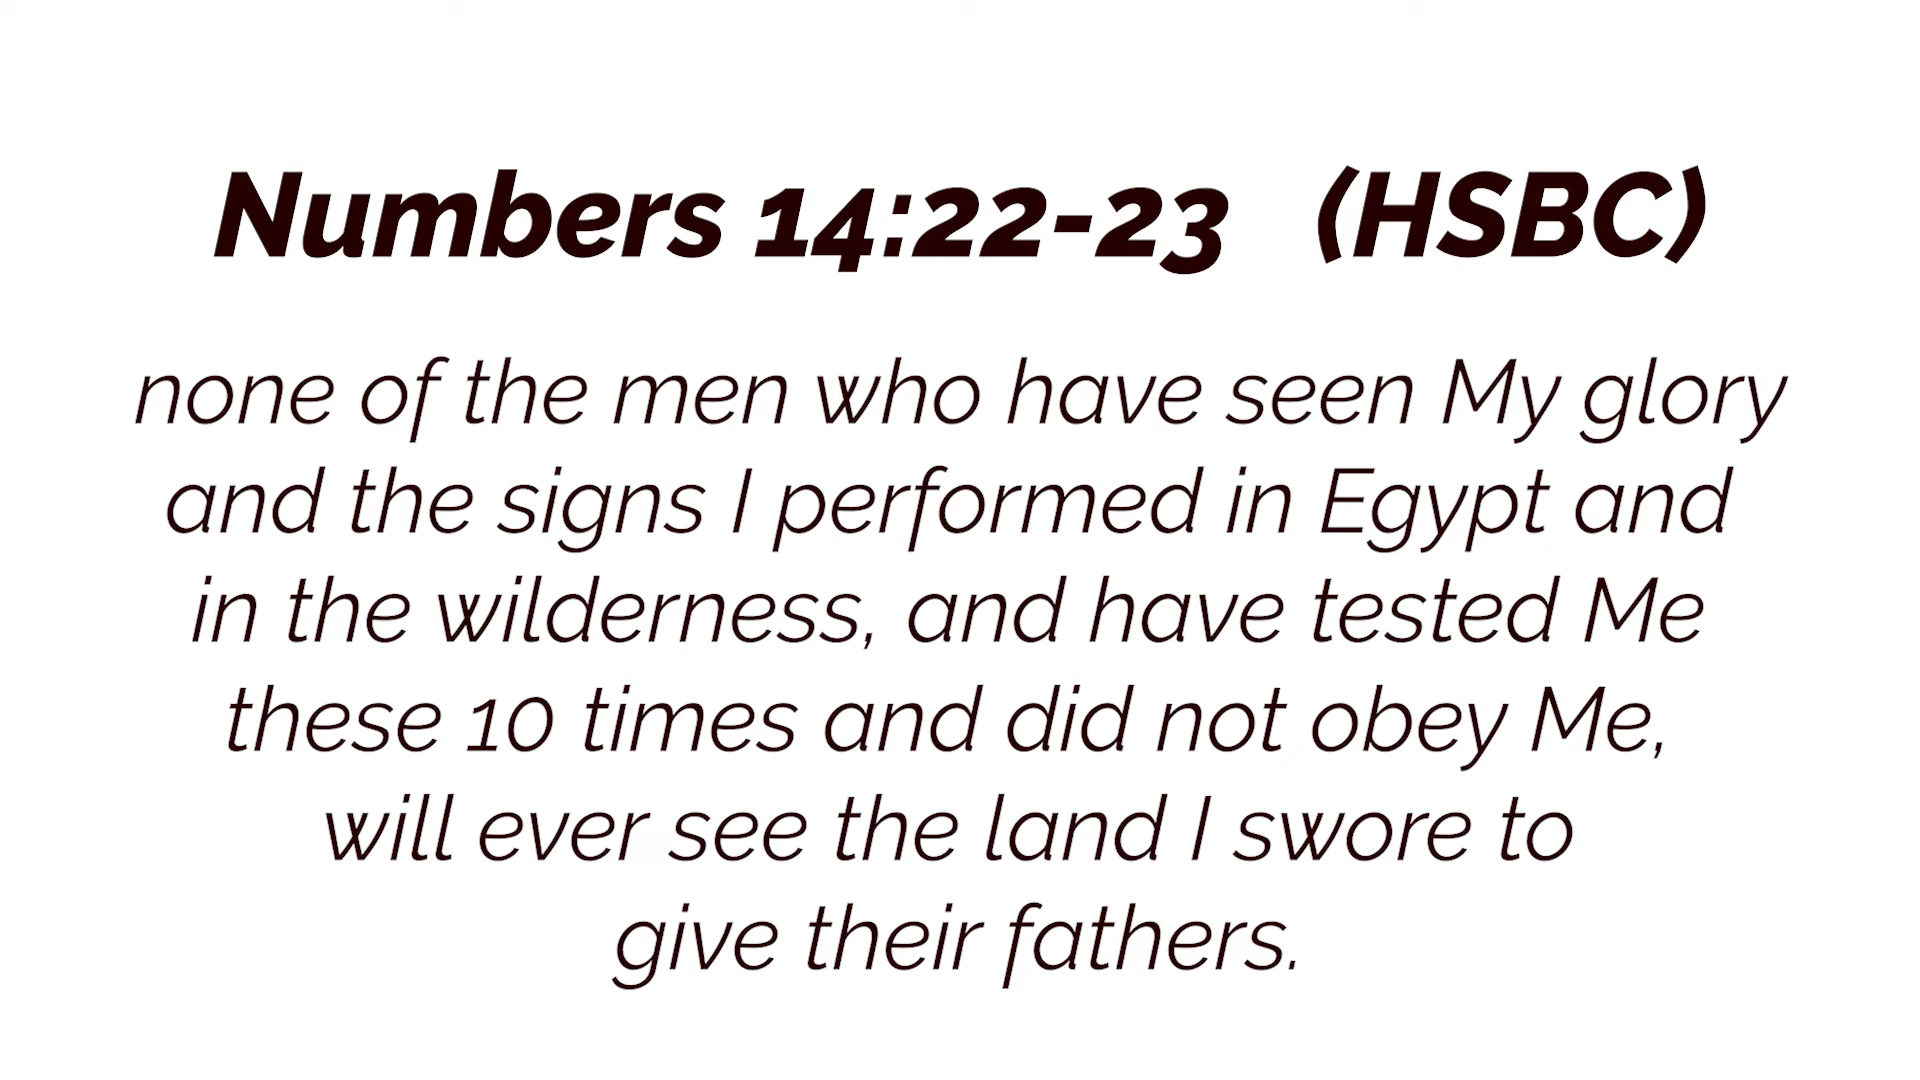 Numbers 14:22-23 (HSBC)
none of the men who have seen My glory
and the signs I performed in Egypt and
in the wilderness, and have tested Me
these 10 times and did not obey Me,
will ever see the land I swore to
give their fathers.